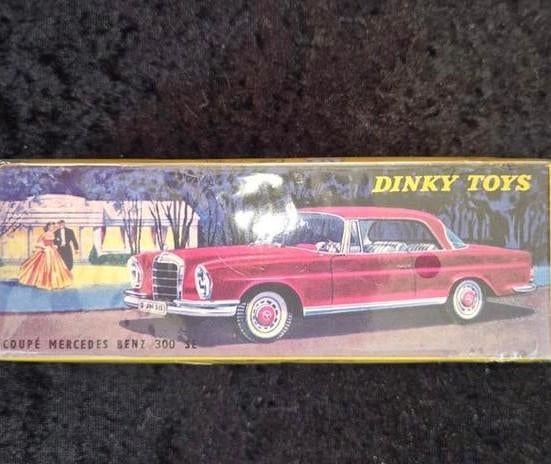 DINKY TOYS
COUPÉ MERCEDES BENZ 300 SE